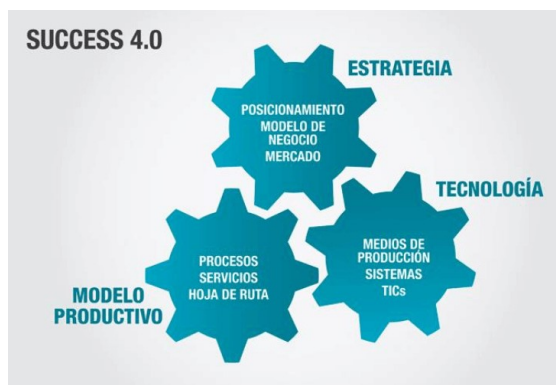 SUCCESS 4.0
ESTRATEGIA
POSICIONAMIENTO
MODELO DE
NEGOCIO
MERCADO
TECNOLOGÍA
MEDIOS DE
PRODUCCIÓN
SISTEMAS
TICs
PROCESOS
SERVICIOS
HOJA DE RUTA
MODELO
PRODUCTIVO